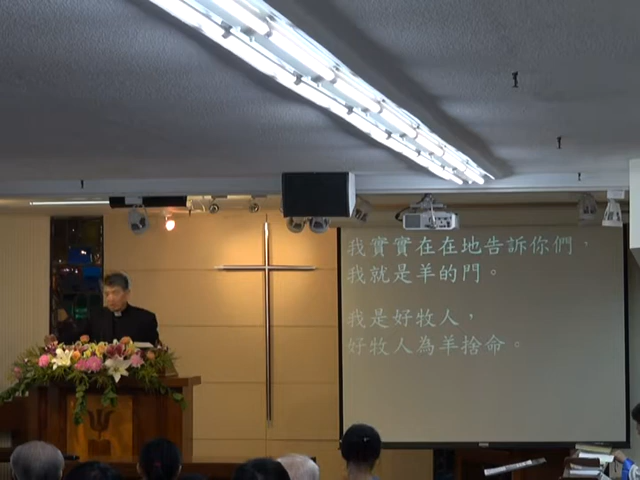 我實實在在地告訴你們，
我就是羊的門。
我是好牧人，
好牧人為羊捨命。